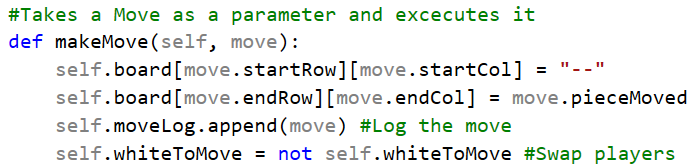 #Takes a Move as a parameter and excecutes it
def makeMove(self, move):
    self.board[move.startRow][move.startCol] = "--"
    self.board[move.endRow][move.endCol] = move.pieceMoved
    self.moveLog.append(move) #Log the move
    self.whiteToMove = not self.whiteToMove #Swap players